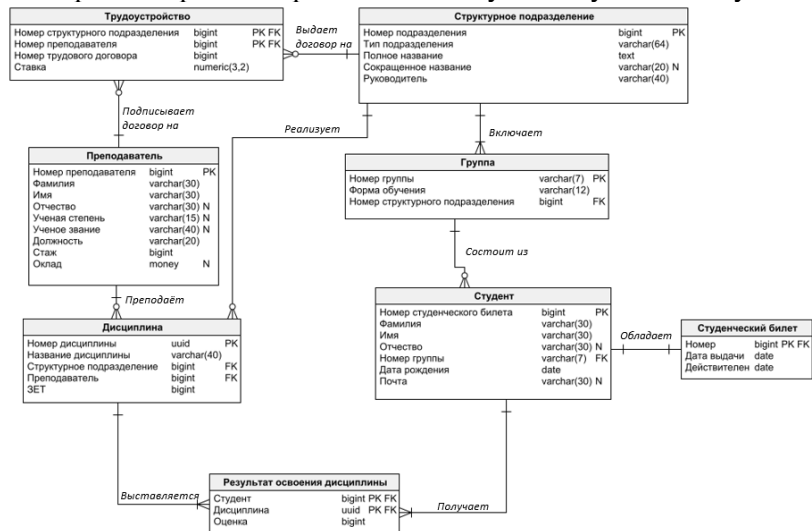 Трудоустройство
Номер структурного подразделения bigint PK FK
Номер преподавателя bigint PK FK
Номер трудового договора bigint
Ставка numeric(3,2)
Выдает
договор на
Структурное подразделение
Номер подразделения bigint PK
Тип подразделения varchar(64)
Полное название text
Сокращенное название varchar(20) N
Руководитель varchar(40)
Подписывает
договор на
Реализует
Включает
Преподаватель
Номер преподавателя bigint PK
Фамилия varchar(30)
Имя varchar(30)
Отчество varchar(30) N
Ученая степень varchar(15) N
Ученое звание varchar(40) N
Должность varchar(20)
Стаж bigint
Оклад money N
Группа
Номер группы varchar(7) PK
Форма обучения varchar(12)
Номер структурного подразделения bigint FK
Состоит из
Преподаёт
Дисциплина
Номер дисциплины uuid PK
Название дисциплины varchar(40)
Структурное подразделение bigint FK
Преподаватель bigint FK
ЗЕТ bigint
Студент
Номер студенческого билета bigint PK
Фамилия varchar(30)
Имя varchar(30)
Отчество varchar(30) N
Номер группы varchar(7) FK
Дата рождения date
Почта varchar(30) N
Обладает
Студенческий билет
Номер bigint PK FK
Дата выдачи date
Действителен date
Выставляется
Результат освоения дисциплины
Студент bigint PK FK
Дисциплина uuid PK FK
Оценка bigint
Получает